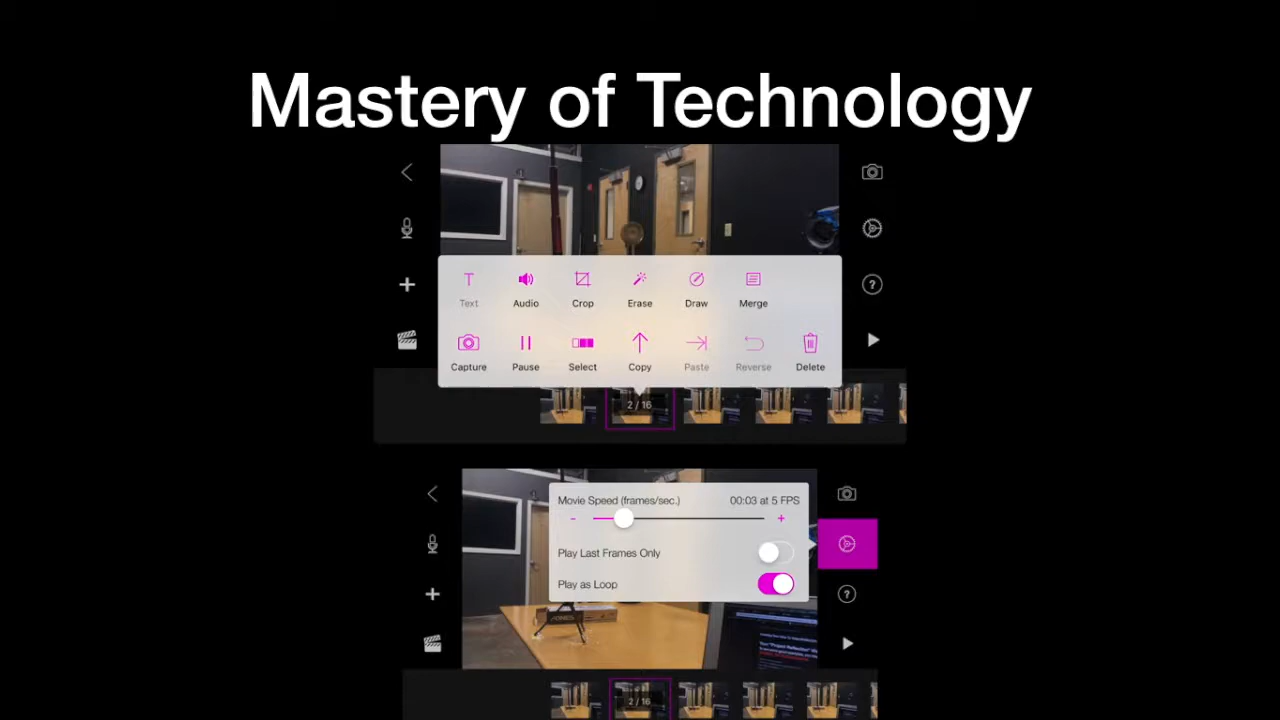 Mastery of Technology
Text Audio Crop Erase Draw Merge
Capture Pause Select Copy Paste Reverse Delete
2 / 16
Movie Speed (frames/sec.) 00:03 at 5 FPS
- +
Play Last Frames Only
Play as Loop
2 / 16